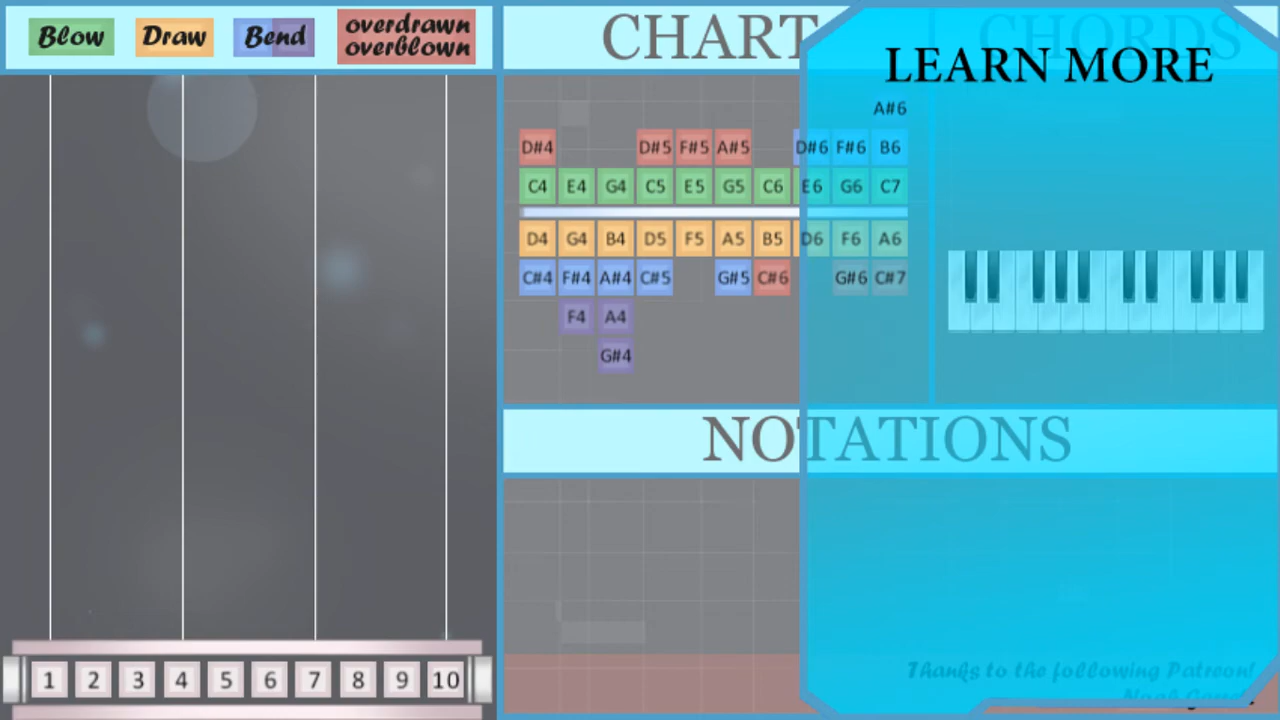 Blow Draw Bend overdrawn
overblown
CHART CHORDS
LEARN MORE
A#6
D#4 D#5 F#5 A#5 D#6 F#6 B6
C4 E4 G4 C5 E5 G5 C6 E6 G6 C7
D4 G4 B4 D5 F5 A5 B5 D6 F6 A6
C#4 F#4 A#4 C#5 G#5 C#6 G#6 C#7
F4 A4
G#4
NOTATIONS
Thanks to the following Patreon!
1 2 3 4 5 6 7 8 9 10